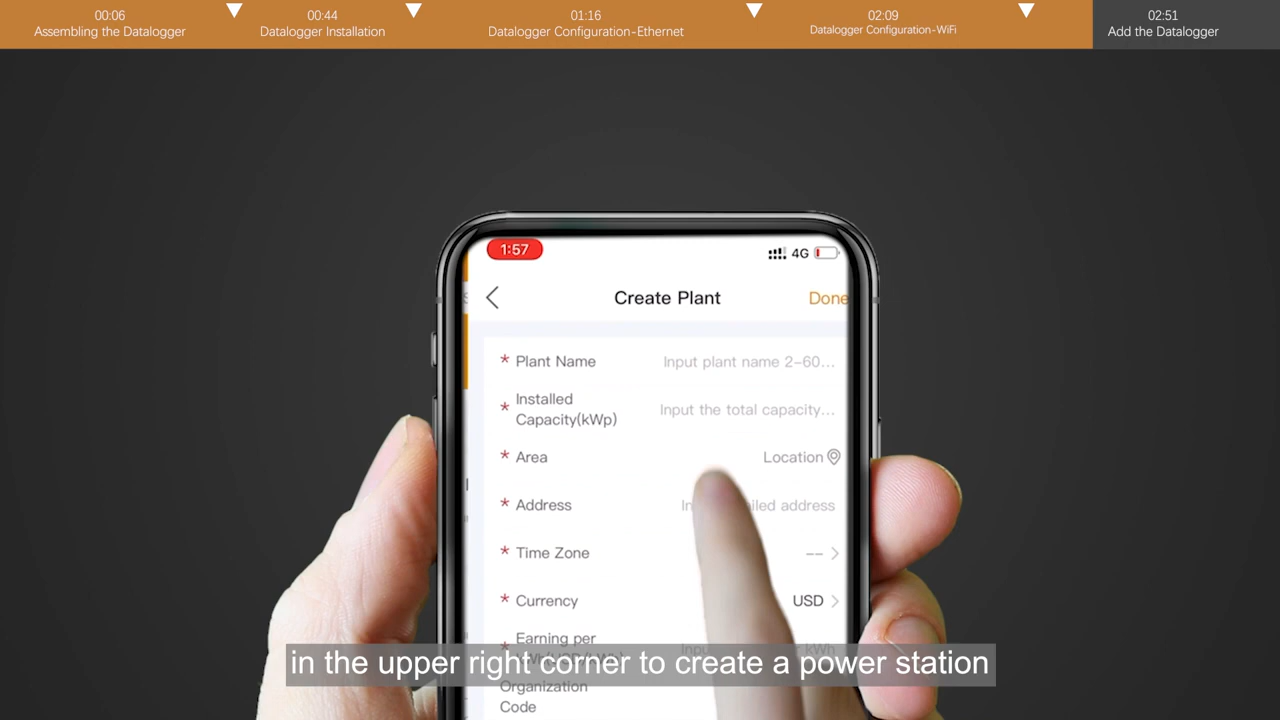 00:06
Assembling the Datalogger
00:44
Datalogger Installation
01:16
Datalogger Configuration-Ethernet
02:09
Datalogger Configuration-WiFi
02:51
Add the Datalogger
1:57
4G
Create Plant
Done
* Plant Name
Input plant name 2-60...
* Installed
Capacity(kWp)
Input the total capacity...
* Area
Location
* Address
address
* Time Zone
--
* Currency
USD
* Earning per
kWh
in the upper right corner to create a power station
Organization
Code